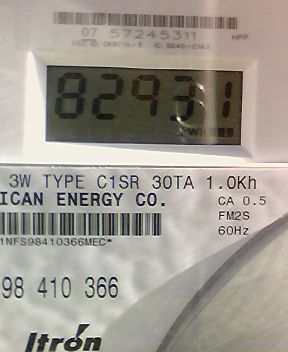 07 57245311
82931
3W TYPE C1SR 30TA 1.0Kh
ICAN ENERGY CO.
CA 0.5
FM2S
60Hz
1NFS98410366MEC*
98 410 366
Itrón